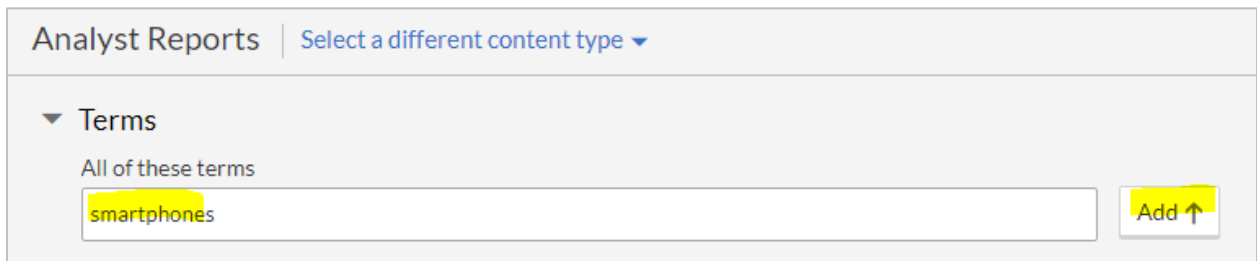 Analyst Reports Select a different content type
Terms
All of these terms
smartphones Add ↑